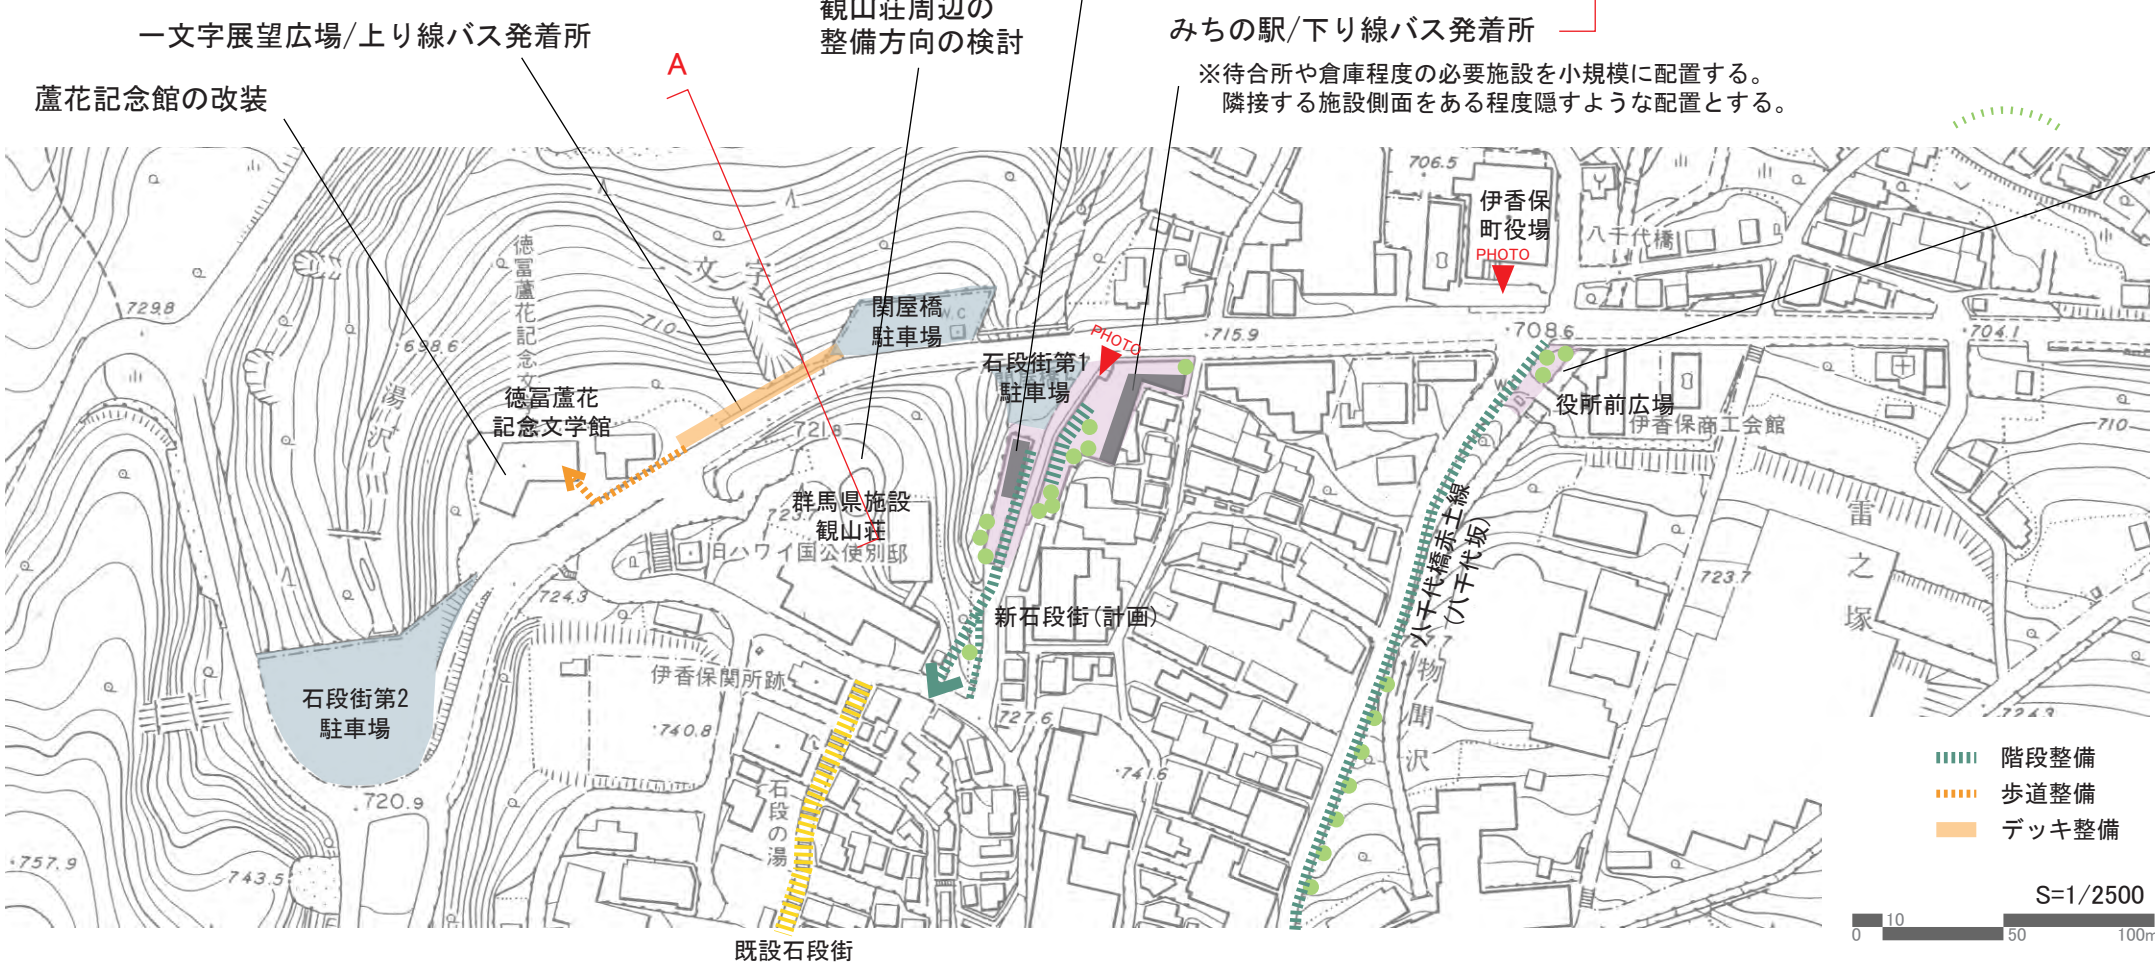 観山荘周辺の
整備方向の検討
一文字展望広場/上り線バス発着所
みちの駅/下り線バス発着所
※待合所や倉庫程度の必要施設を小規模に配置する。
隣接する施設側面をある程度隠すような配置とする。
蘆花記念館の改装
A
706.5
伊香保
町役場
PHOTO
八千代橋
徳冨蘆花記念文
一文字
729.8
698.6
710
関屋橋
駐車場
W.C
PHOTO
715.9
708.6
704.1
石段街第1
駐車場
湯沢
徳冨蘆花
記念文学館
721.8
役所前広場
伊香保商工会館
710
群馬県施設
観山荘
723.7
旧ハワイ国公使別邸
八千代橋赤土線
(八千代坂)
雷之塚
723.7
724.3
新石段街(計画)
伊香保関所跡
物聞沢
石段街第2
駐車場
740.8
727.6
724.3
741.6
720.9
石段の湯
757.9
743.5
既設石段街
階段整備
歩道整備
デッキ整備
S=1/2500
10
0
50
100m